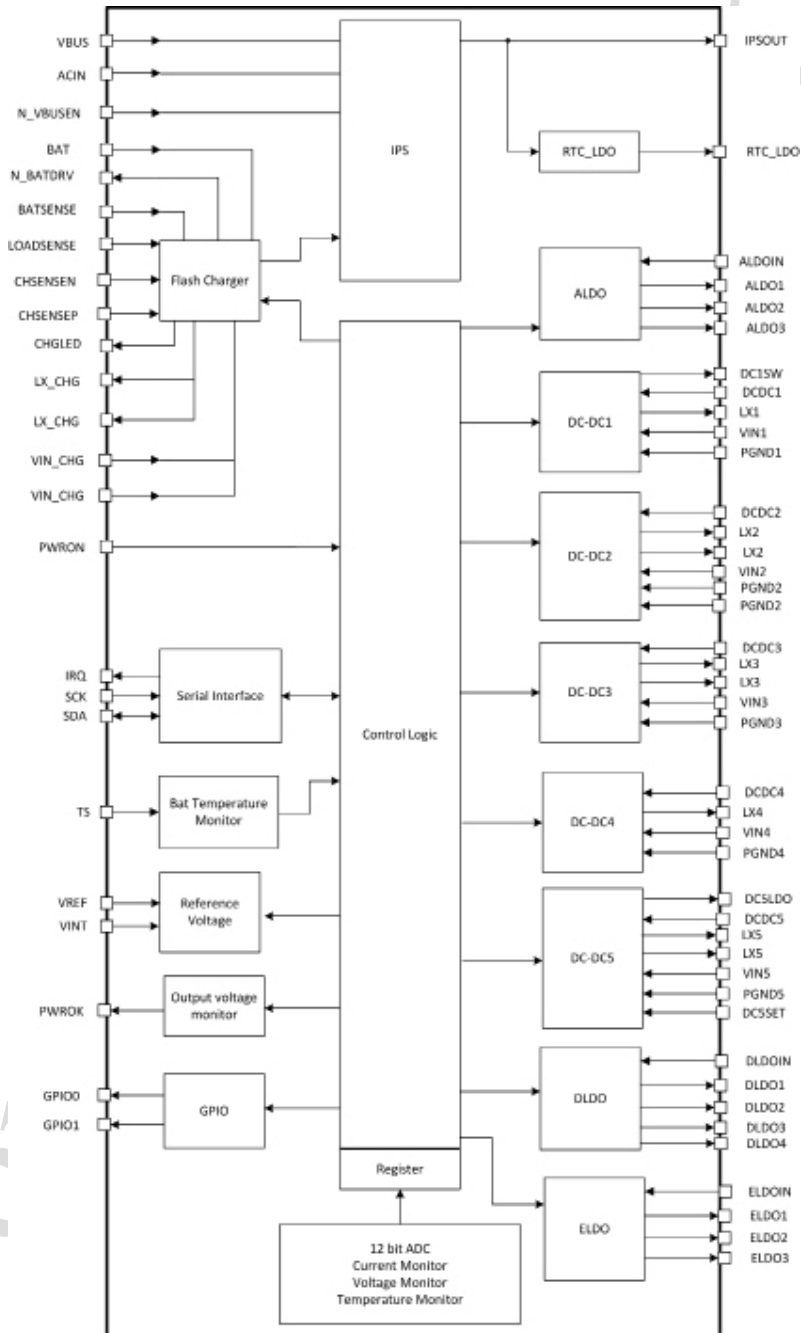 VBUS
ACIN
N_VBUSEN
BAT
N_BATDRV
BATSENSE
LOADSENSE
CHSENSEN
CHSENSEP
CHGLED
LX_CHG
LX_CHG
VIN_CHG
VIN_CHG
PWRON
IRQ
SCK
SDA
TS
VREF
VINT
PWROK
GPIO0
GPIO1
IPS
Flash Charger
Control Logic
Serial Interface
Bat Temperature
Monitor
Reference
Voltage
Output voltage
monitor
GPIO
Register
12 bit ADC
Current Monitor
Voltage Monitor
Temperature Monitor
RTC_LDO
ALDO
DC-DC1
DC-DC2
DC-DC3
DC-DC4
DC-DC5
DLDO
ELDO
IPSOUT
RTC_LDO
ALDOIN
ALDO1
ALDO2
ALDO3
DC1SW
DCDC1
LX1
VIN1
PGND1
DCDC2
LX2
LX2
VIN2
PGND2
PGND2
DCDC3
LX3
LX3
VIN3
PGND3
DCDC4
LX4
VIN4
PGND4
DC5LDO
DCDC5
LX5
LX5
VIN5
PGND5
DC5SET
DLDOIN
DLDO1
DLDO2
DLDO3
DLDO4
ELDOIN
ELDO1
ELDO2
ELDO3